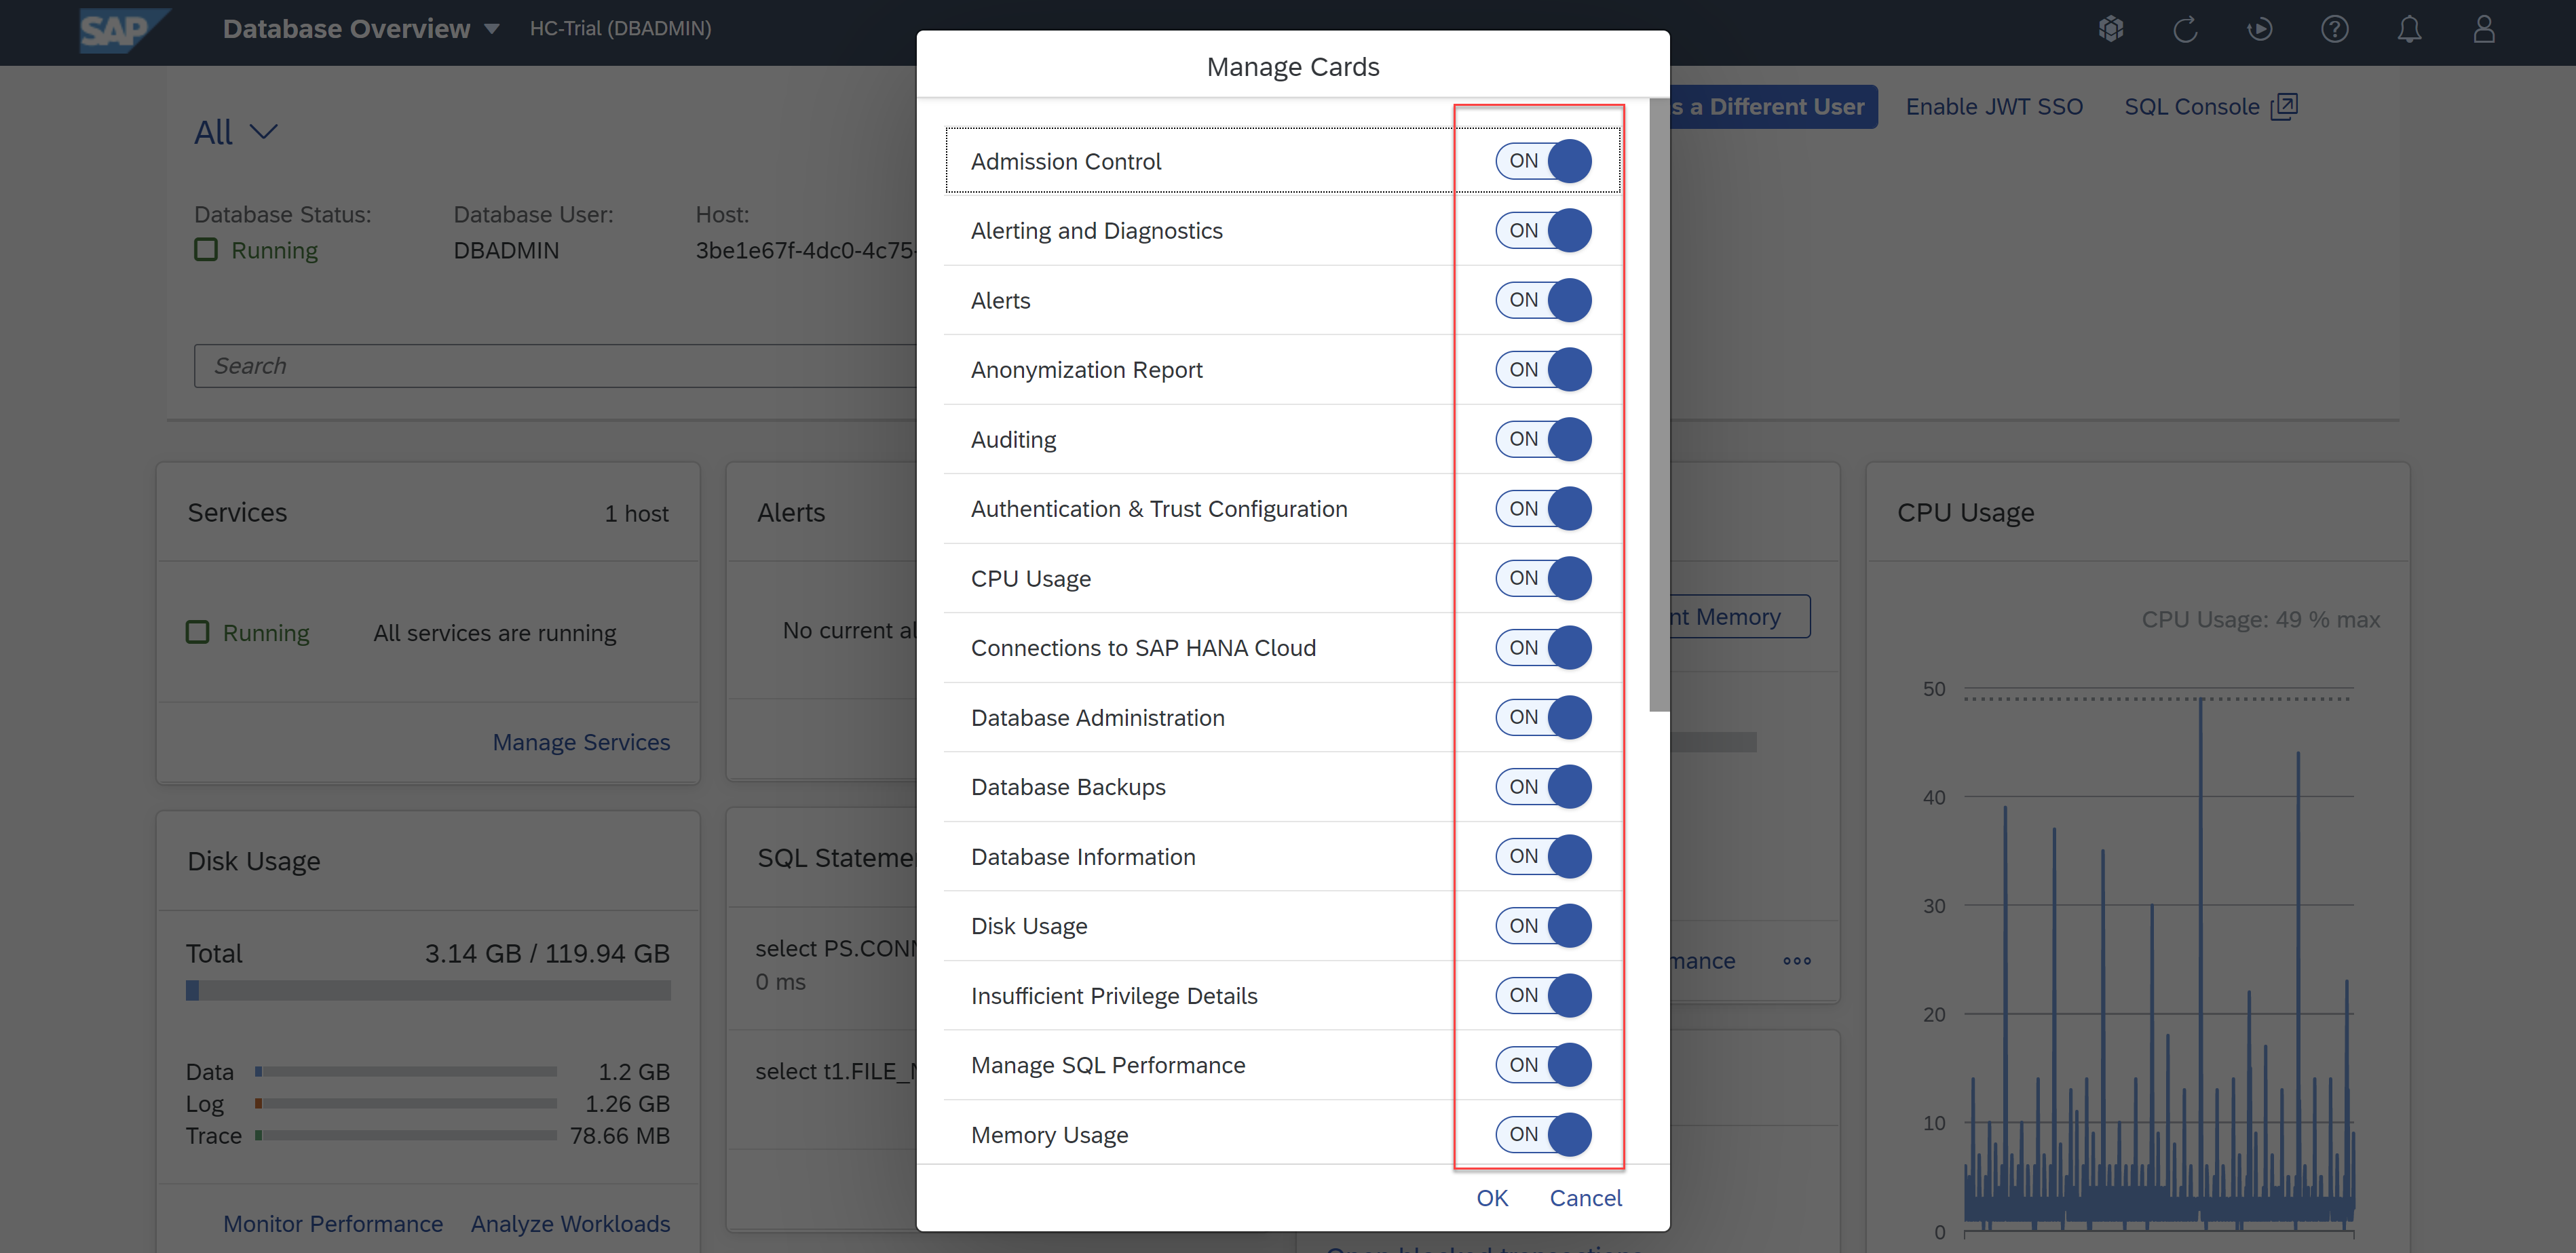 SAP
Database Overview
HC-Trial (DBADMIN)
Manage Cards
s a Different User
Enable JWT SSO
SQL Console
All
Database Status:
Running
Database User:
DBADMIN
Host:
3be1e67f-4dc0-4c75-
Search
Admission Control ON
Alerting and Diagnostics ON
Alerts ON
Anonymization Report ON
Auditing ON
Authentication & Trust Configuration ON
CPU Usage ON
Connections to SAP HANA Cloud ON
Database Administration ON
Database Backups ON
Database Information ON
Disk Usage ON
Insufficient Privilege Details ON
Manage SQL Performance ON
Memory Usage ON
OK
Cancel
Services
1 host
Running
All services are running
Manage Services
Alerts
No current al
nt Memory
mance
CPU Usage
CPU Usage: 49 % max
50
40
30
20
10
0
Disk Usage
Total
3.14 GB / 119.94 GB
Data 1.2 GB
Log 1.26 GB
Trace 78.66 MB
Monitor Performance
Analyze Workloads
SQL Stateme
select PS.CONN
0 ms
select t1.FILE_N